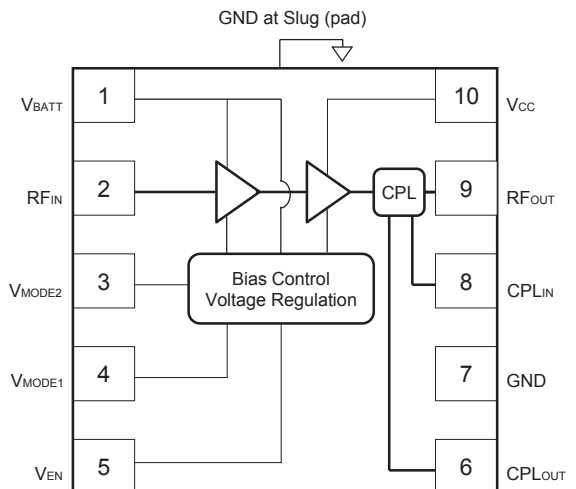 GND at Slug (pad)
VBATT 1
10 VCC
RFIN 2
CPL
9 RFOUT
VMODE2 3
Bias Control
Voltage Regulation
8 CPLIN
VMODE1 4
7 GND
VEN 5
6 CPLOUT